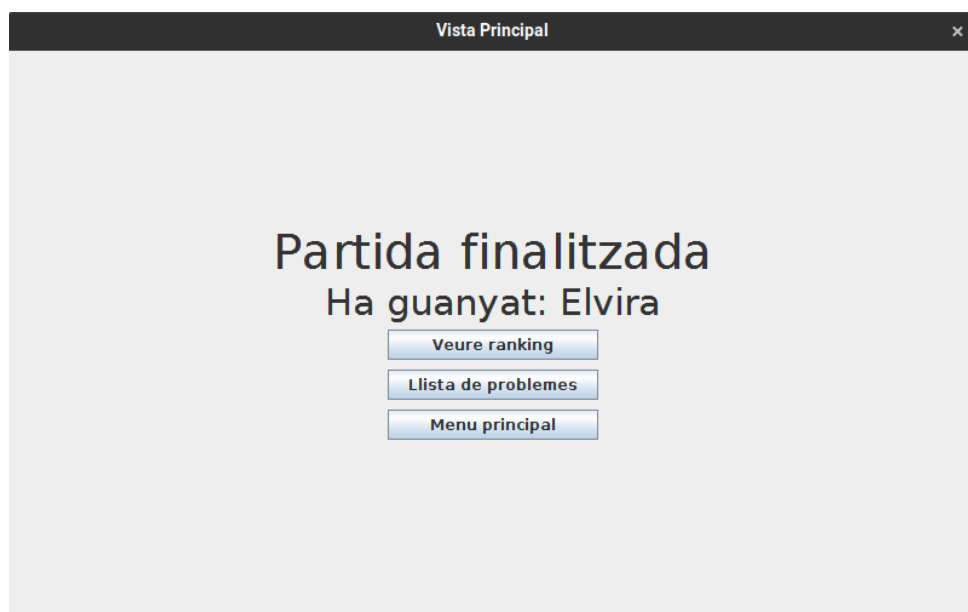 Vista Principal
Partida finalitzada
Ha guanyat: Elvira
Veure ranking
Llista de problemes
Menu principal